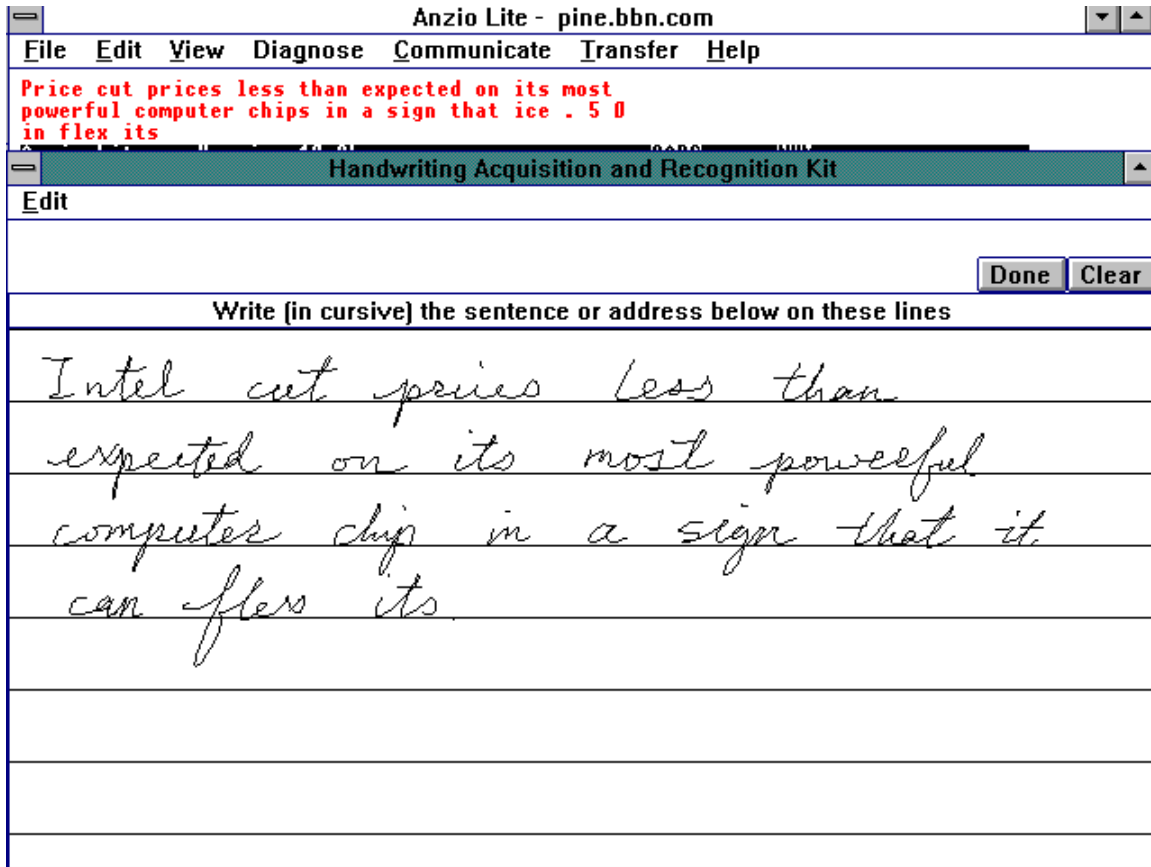 Anzio Lite - pine.bbn.com
File Edit View Diagnose Communicate Transfer Help
Price cut prices less than expected on its most
powerful computer chips in a sign that ice . 5 0
in flex its
Handwriting Acquisition and Recognition Kit
Edit
Done Clear
Write (in cursive) the sentence or address below on these lines
Intel cut prices less than
expected on its most powerful
computer chip in a sign that it
can flex its